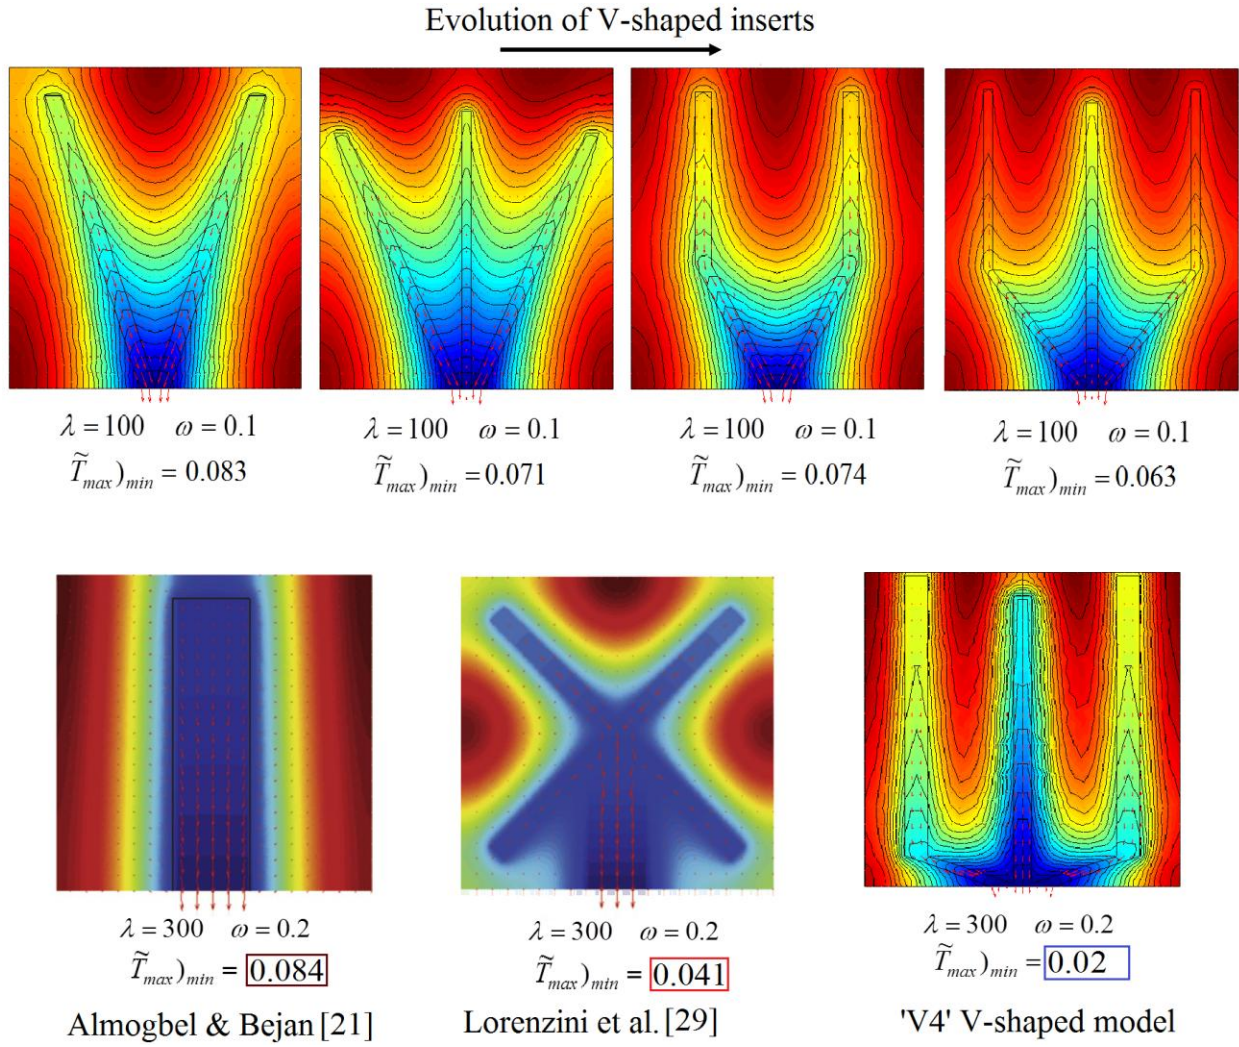 Evolution of V-shaped inserts
λ = 100 ω = 0.1
T̃max)min = 0.083
λ = 100 ω = 0.1
T̃max)min = 0.071
λ = 100 ω = 0.1
T̃max)min = 0.074
λ = 100 ω = 0.1
T̃max)min = 0.063
λ = 300 ω = 0.2
T̃max)min = 0.084
Almogbel & Bejan [21]
λ = 300 ω = 0.2
T̃max)min = 0.041
Lorenzini et al. [29]
λ = 300 ω = 0.2
T̃max)min = 0.02
'V4' V-shaped model